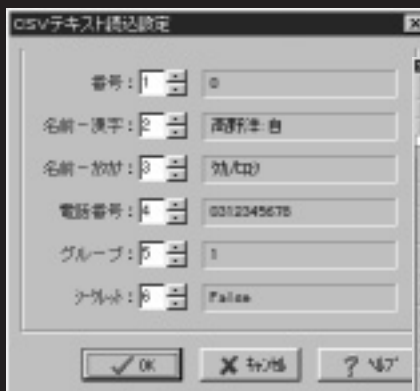 CSVテキスト読込設定
番号: 1 0
名前-漢字: 2
名前-カナ: 3
電話番号: 4 0312345678
グループ: 5 1
シークレット: 6 False
OK キャンセル ? ヘルプ